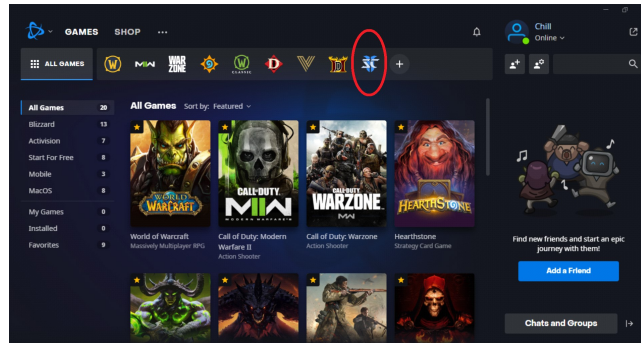 GAMES SHOP
Chill
Online
ALL GAMES
MWII
WAR
ZONE
CLASSIC
All Games 20
Blizzard 13
Activision 7
Start For Free 8
Mobile 3
MacOS 8
My Games 0
Installed 0
Favorites 9
All Games Sort by: Featured
WORLD
WARCRAFT
CALL OF DUTY
MWII
MODERN WARFARE II
CALL OF DUTY
WARZONE
MWII
HEARTHSTONE
World of Warcraft
Massively Multiplayer RPG
Call of Duty: Modern
Warfare II
Action Shooter
Call of Duty: Warzone
Action Shooter
Hearthstone
Strategy Card Game
Find new friends and start an epic
journey with them!
Add a Friend
Chats and Groups